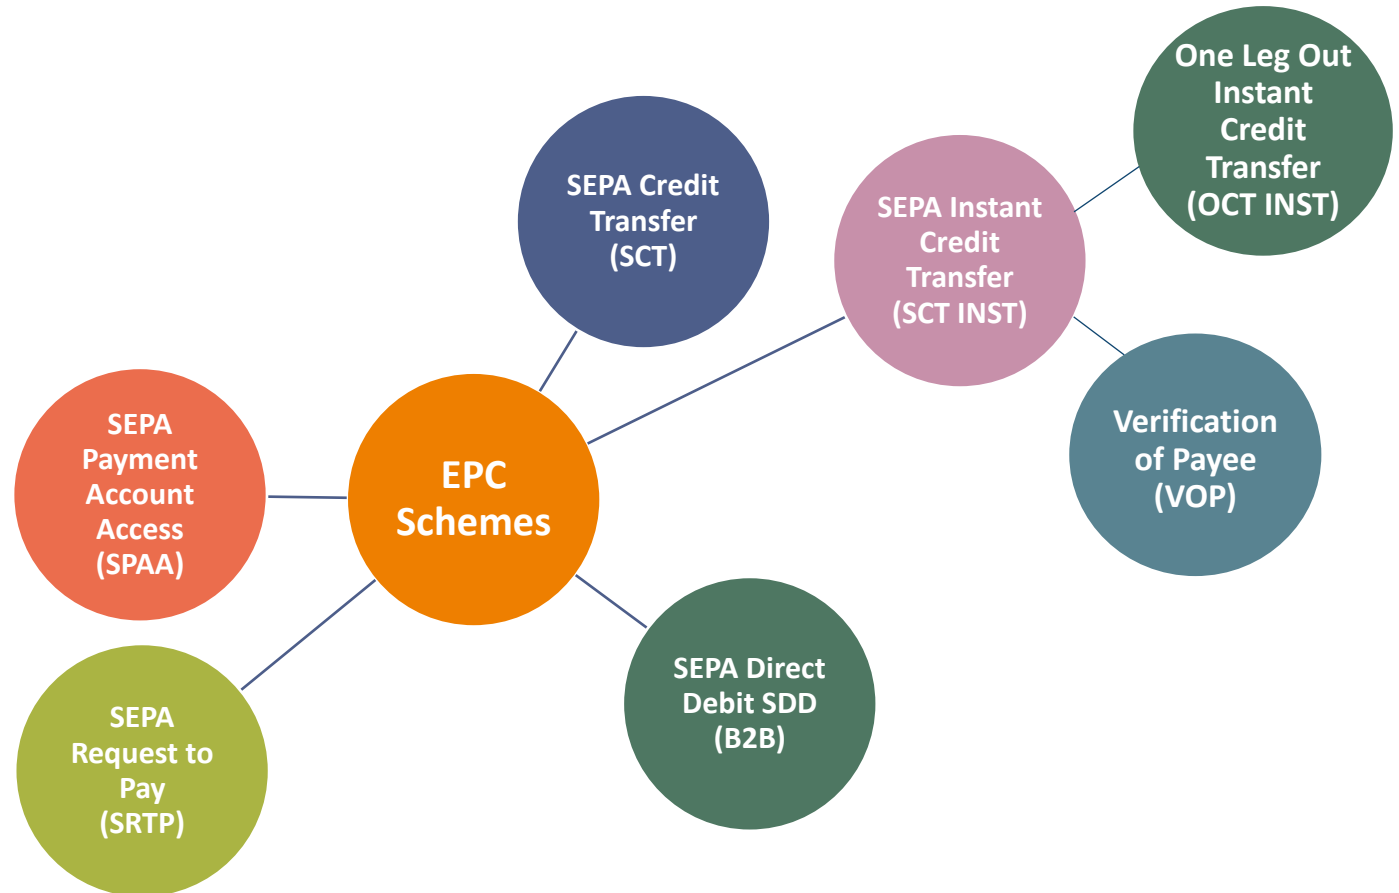 One Leg Out
Instant
Credit
Transfer
(OCT INST)
SEPA Credit
Transfer
(SCT)
SEPA Instant
Credit
Transfer
(SCT INST)
SEPA
Payment
Account
Access
(SPAA)
EPC
Schemes
Verification
of Payee
(VOP)
SEPA Direct
Debit SDD
(B2B)
SEPA
Request to
Pay
(SRTP)